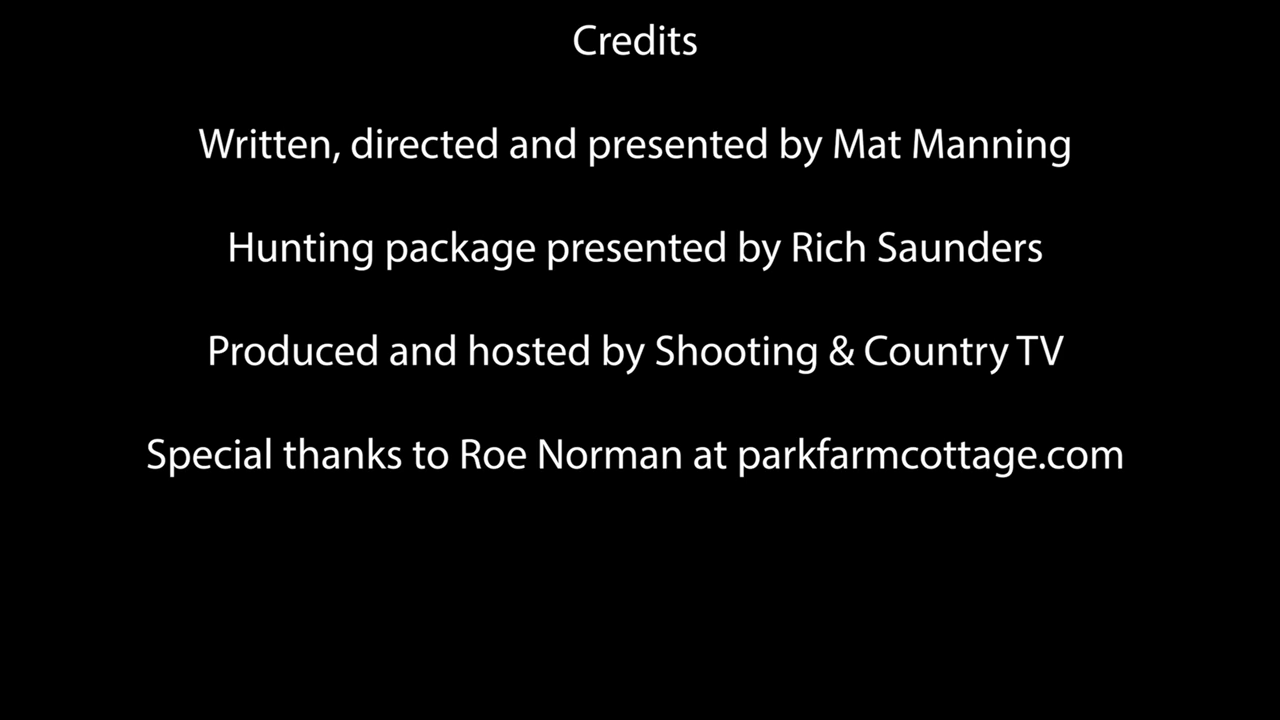 Credits
Written, directed and presented by Mat Manning
Hunting package presented by Rich Saunders
Produced and hosted by Shooting & Country TV
Special thanks to Roe Norman at parkfarmcottage.com